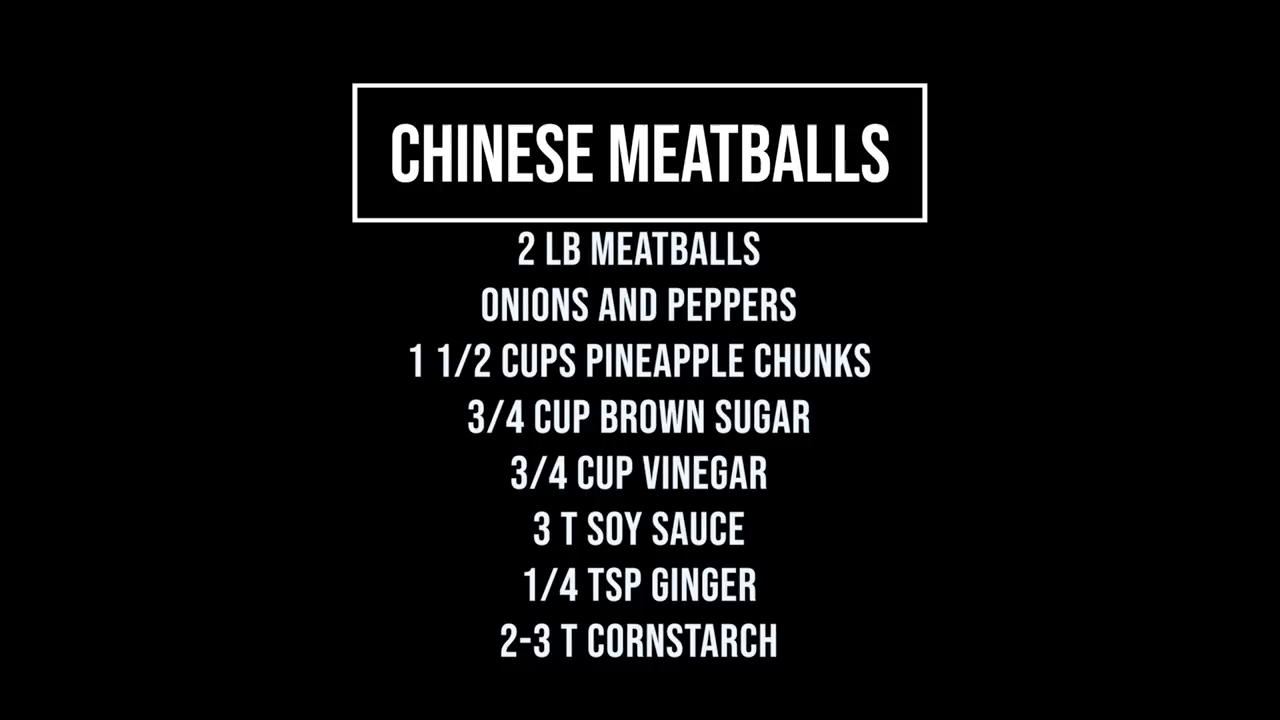 CHINESE MEATBALLS
2 LB MEATBALLS
ONIONS AND PEPPERS
1 1/2 CUPS PINEAPPLE CHUNKS
3/4 CUP BROWN SUGAR
3/4 CUP VINEGAR
3 T SOY SAUCE
1/4 TSP GINGER
2-3 T CORNSTARCH